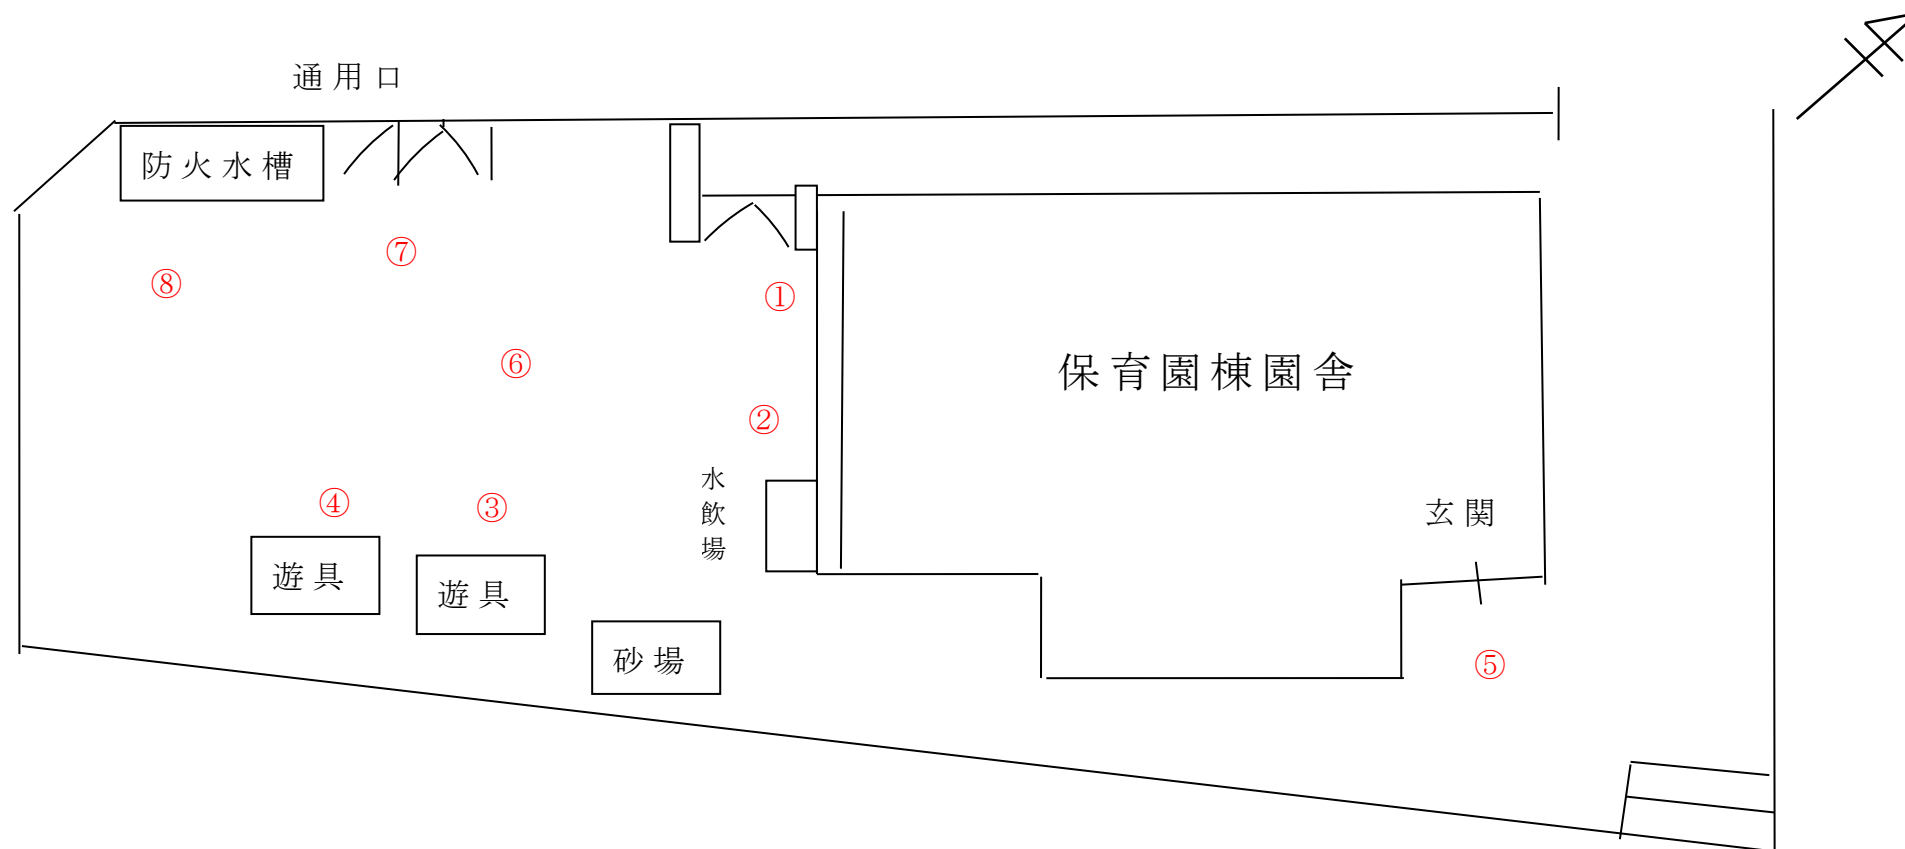 通用口
防火水槽
⑦
⑧
①
⑥
保育園棟園舎
②
水飲場
④
③
玄関
遊具
遊具
砂場
⑤